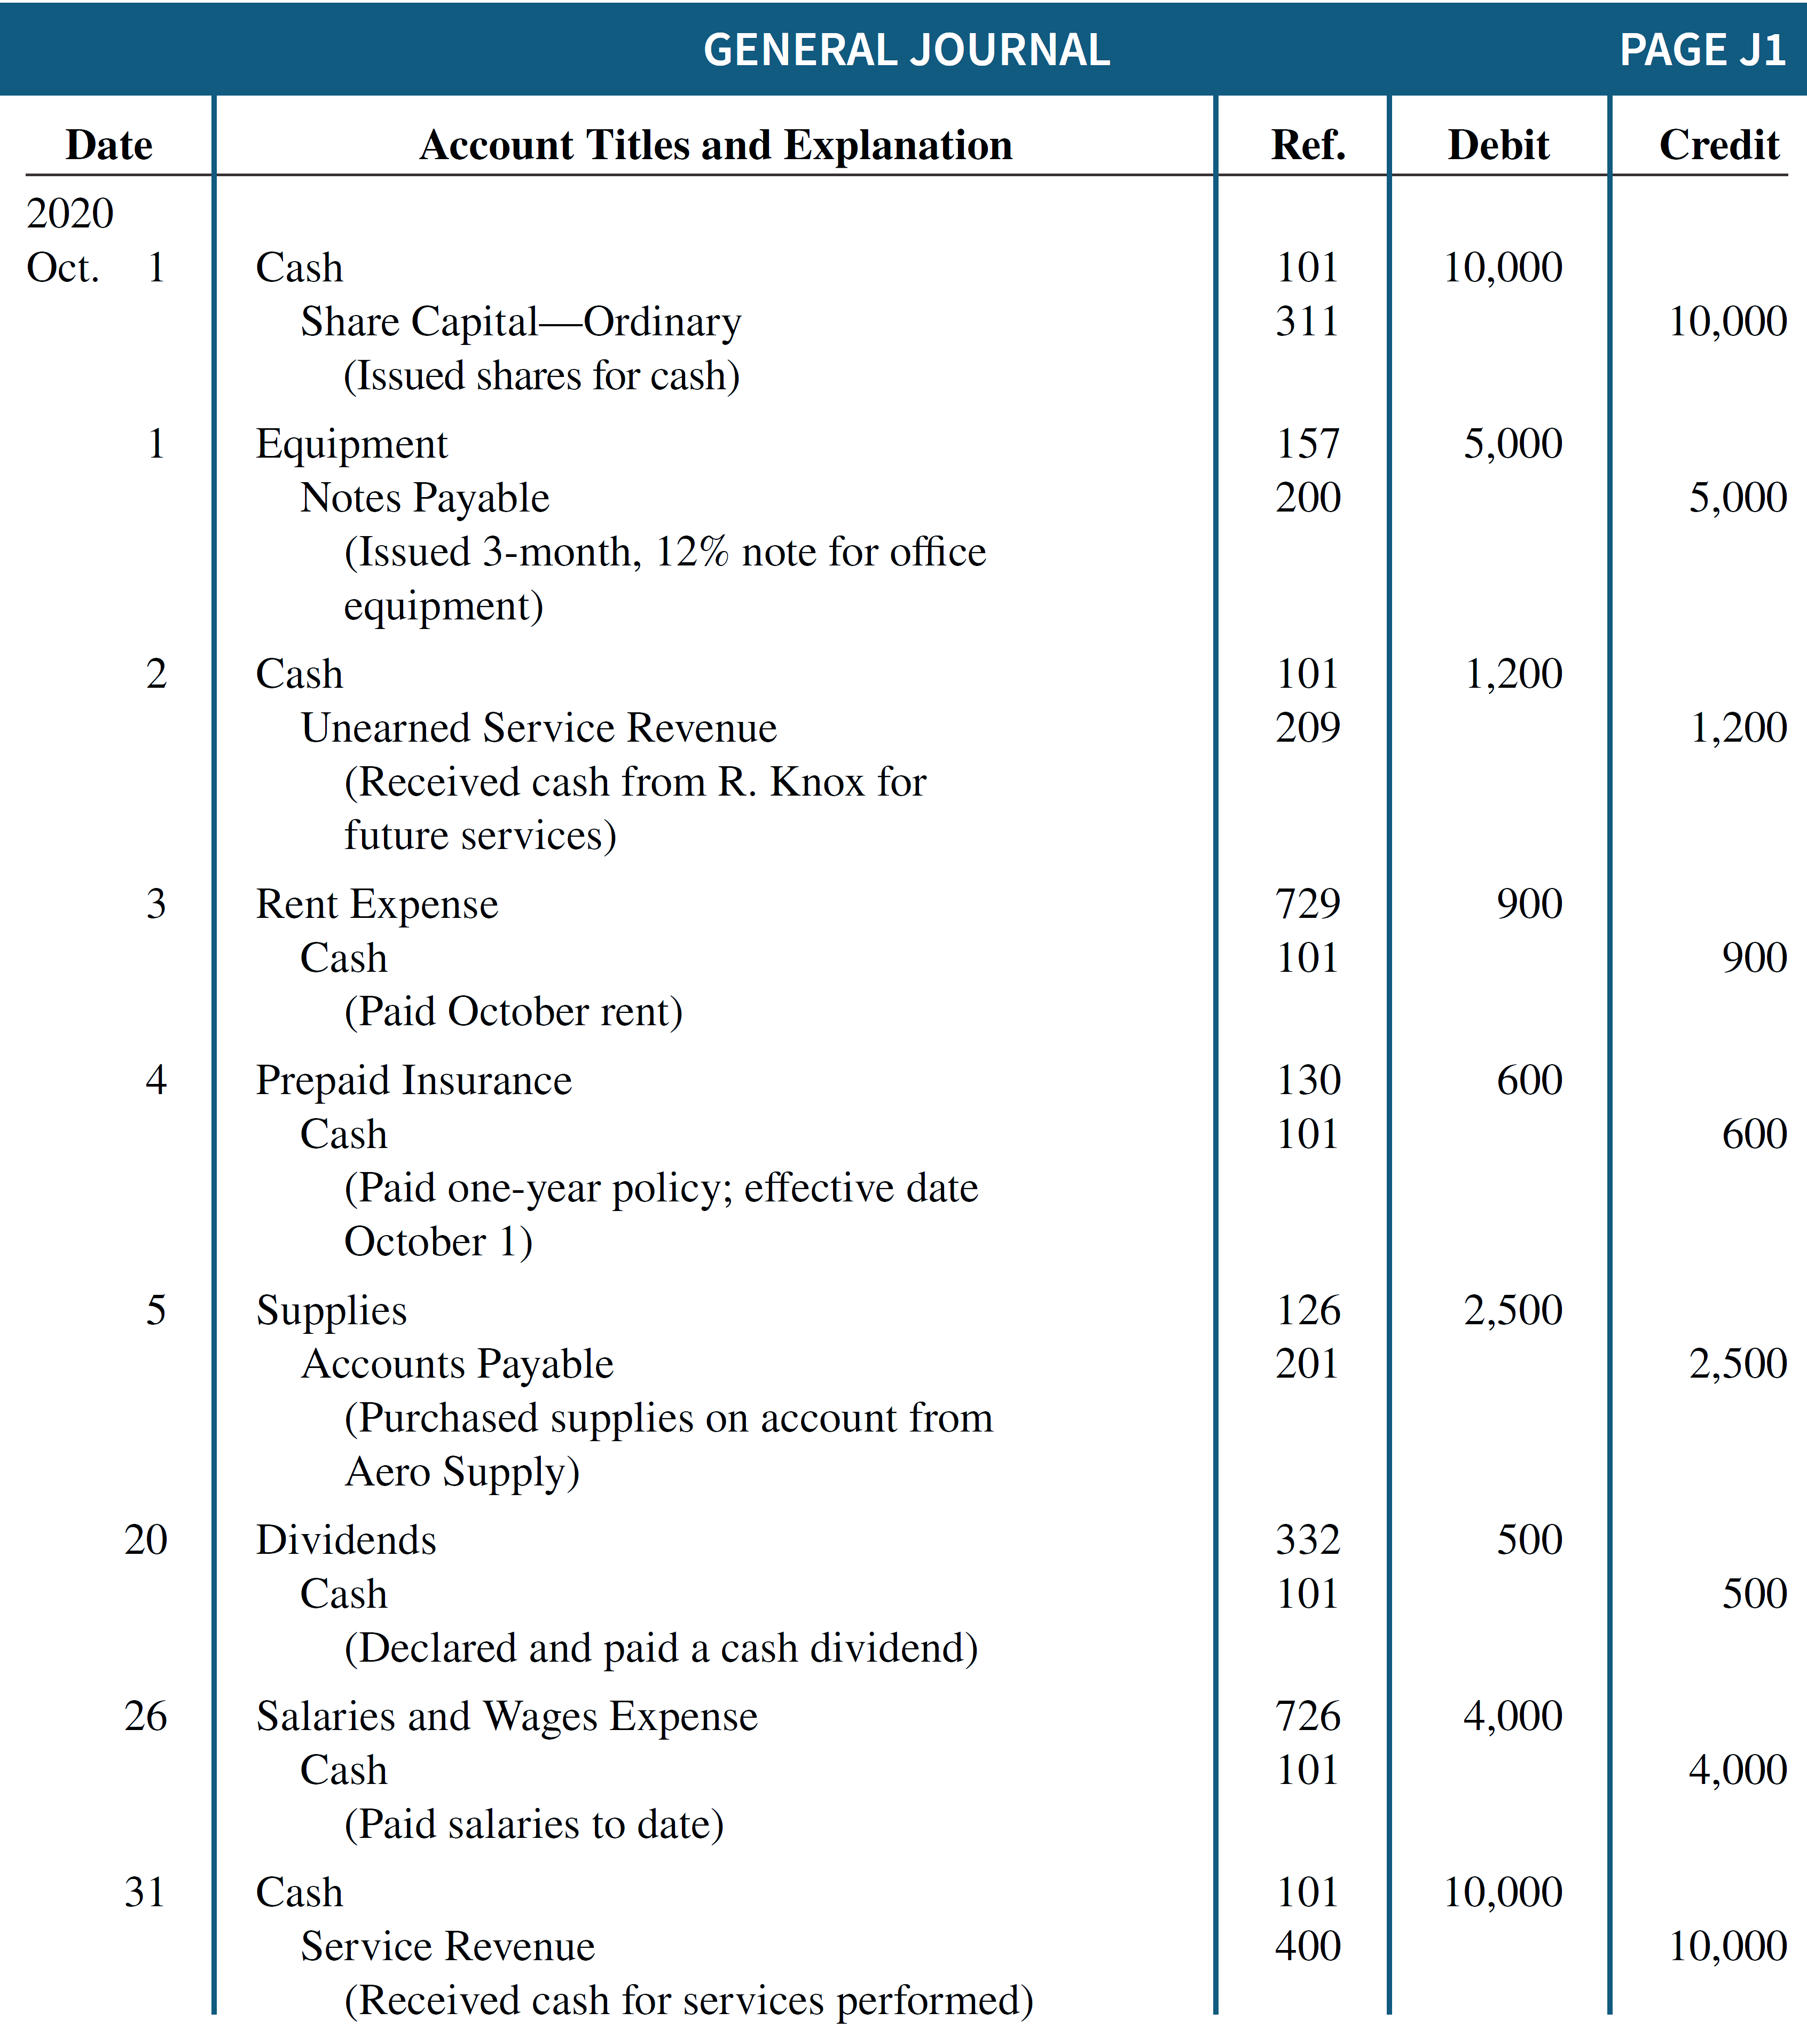 GENERAL JOURNAL PAGE J1
Date Account Titles and Explanation Ref. Debit Credit
2020
Oct. 1 Cash 101 10,000
Share Capital—Ordinary 311 10,000
(Issued shares for cash)
1 Equipment 157 5,000
Notes Payable 200 5,000
(Issued 3-month, 12% note for office
equipment)
2 Cash 101 1,200
Unearned Service Revenue 209 1,200
(Received cash from R. Knox for
future services)
3 Rent Expense 729 900
Cash 101 900
(Paid October rent)
4 Prepaid Insurance 130 600
Cash 101 600
(Paid one-year policy; effective date
October 1)
5 Supplies 126 2,500
Accounts Payable 201 2,500
(Purchased supplies on account from
Aero Supply)
20 Dividends 332 500
Cash 101 500
(Declared and paid a cash dividend)
26 Salaries and Wages Expense 726 4,000
Cash 101 4,000
(Paid salaries to date)
31 Cash 101 10,000
Service Revenue 400 10,000
(Received cash for services performed)